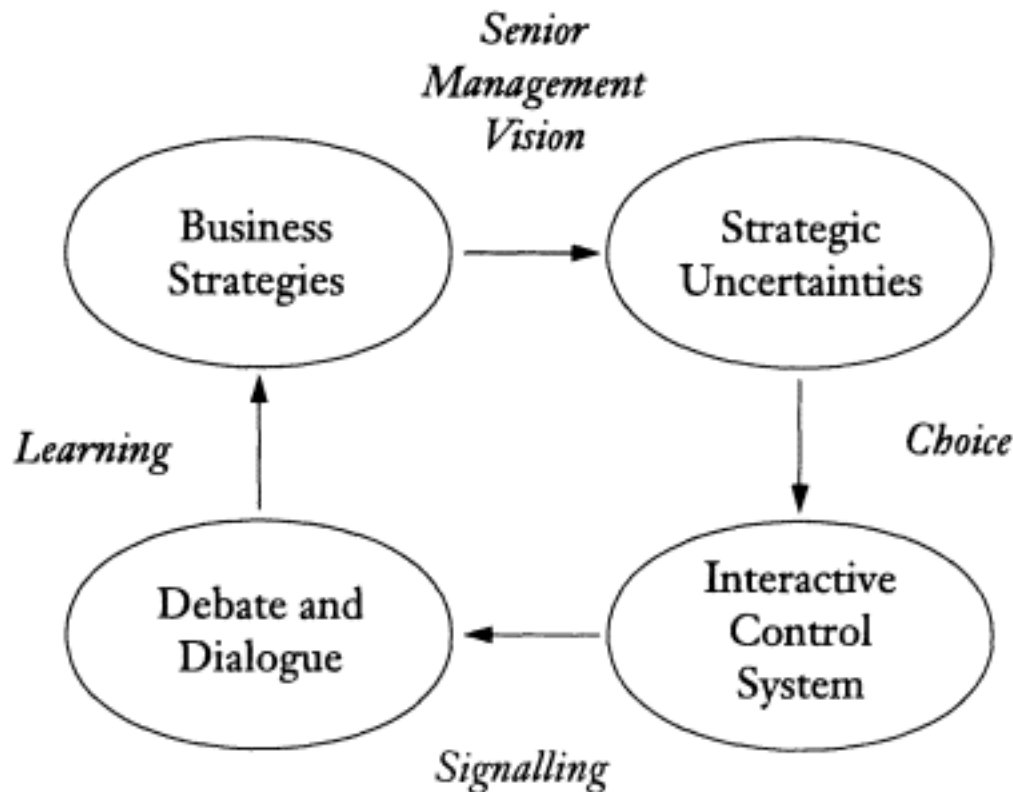 Senior
Management
Vision
Business
Strategies
Strategic
Uncertainties
Learning
Choice
Debate and
Dialogue
Interactive
Control
System
Signalling